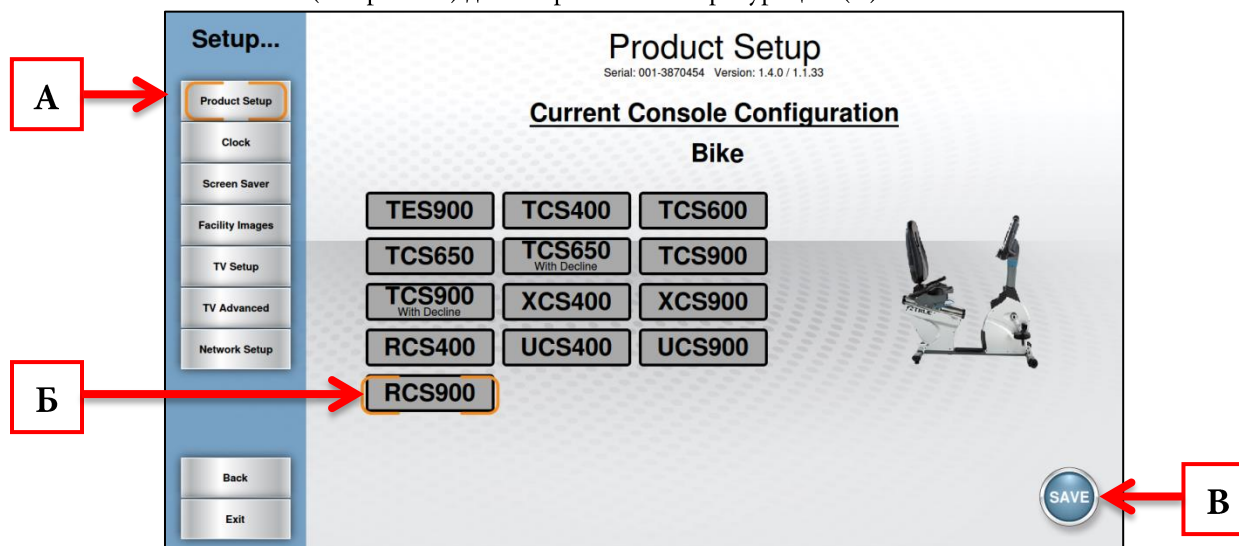 Setup...
Product Setup
Serial: 001-3870454 Version: 1.4.0 / 1.1.33
А
Product Setup
Current Console Configuration
Clock
Bike
Screen Saver
TES900 TCS400 TCS600
Facility Images
TCS650 TCS650 TCS900
With Decline
TV Setup
TCS900 XCS400 XCS900
With Decline
TV Advanced
TRUE
RCS400 UCS400 UCS900
Network Setup
Б
RCS900
Back
SAVE
В
Exit